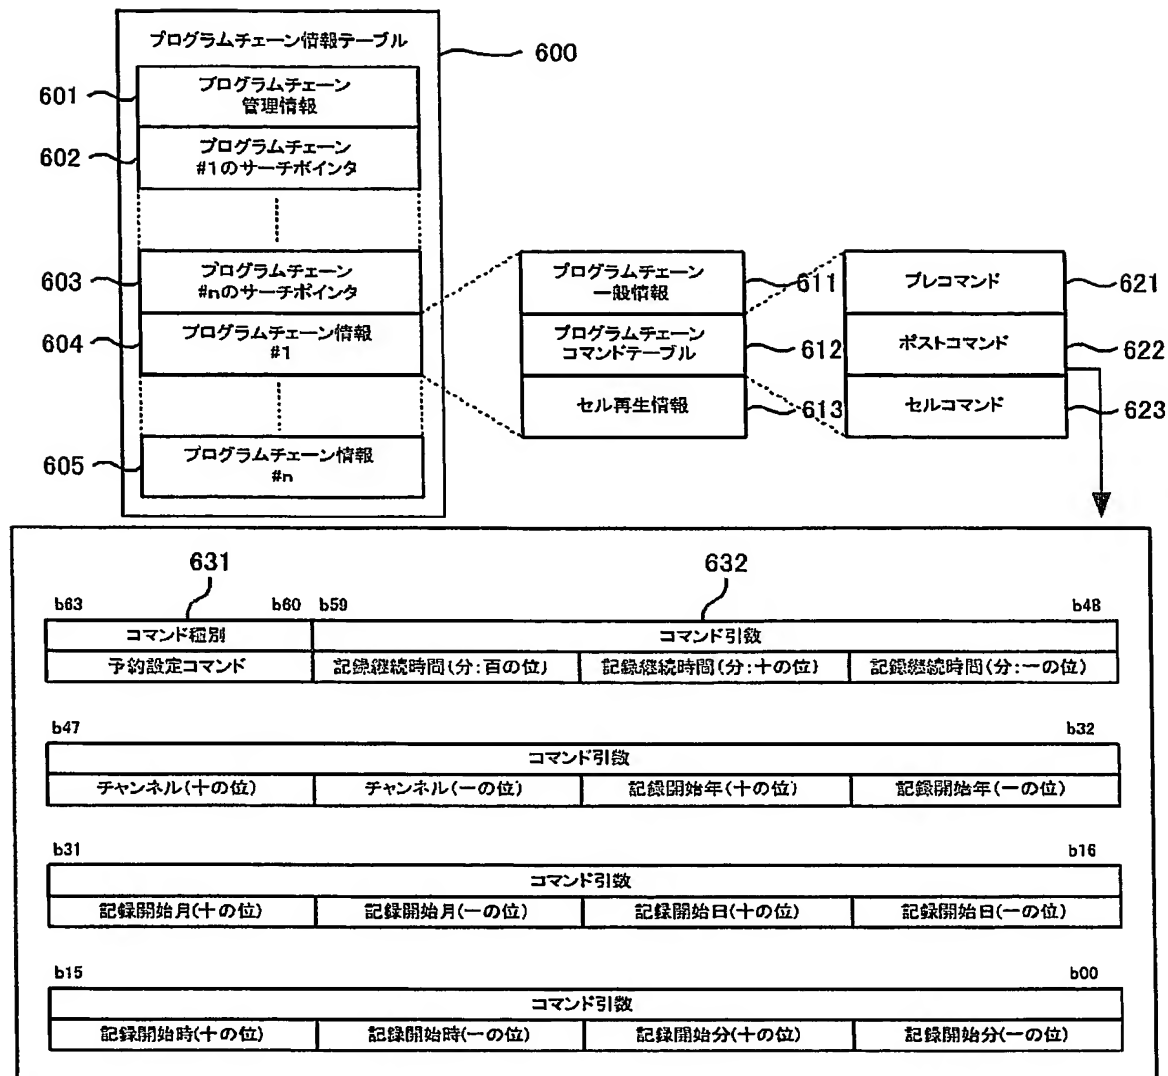 プログラムチェーン情報テーブル
600
601
プログラムチェーン
管理情報
602
プログラムチェーン
#1のサーチポインタ
603
プログラムチェーン
#nのサーチポインタ
604
プログラムチェーン情報
#1
605
プログラムチェーン情報
#n
プログラムチェーン
一般情報
611
プログラムチェーン
コマンドテーブル
612
セル再生情報
613
プレコマンド
621
ポストコマンド
622
セルコマンド
623
631
632
b63 b60 b59 b48
コマンド種別 コマンド引数
予約設定コマンド 記録継続時間(分:百の位) 記録継続時間(分:十の位) 記録継続時間(分:一の位)
b47 b32
コマンド引数
チャンネル(十の位) チャンネル(一の位) 記録開始年(十の位) 記録開始年(一の位)
b31 b16
コマンド引数
記録開始月(十の位) 記録開始月(一の位) 記録開始日(十の位) 記録開始日(一の位)
b15 b00
コマンド引数
記録開始時(十の位) 記録開始時(一の位) 記録開始分(十の位) 記録開始分(一の位)